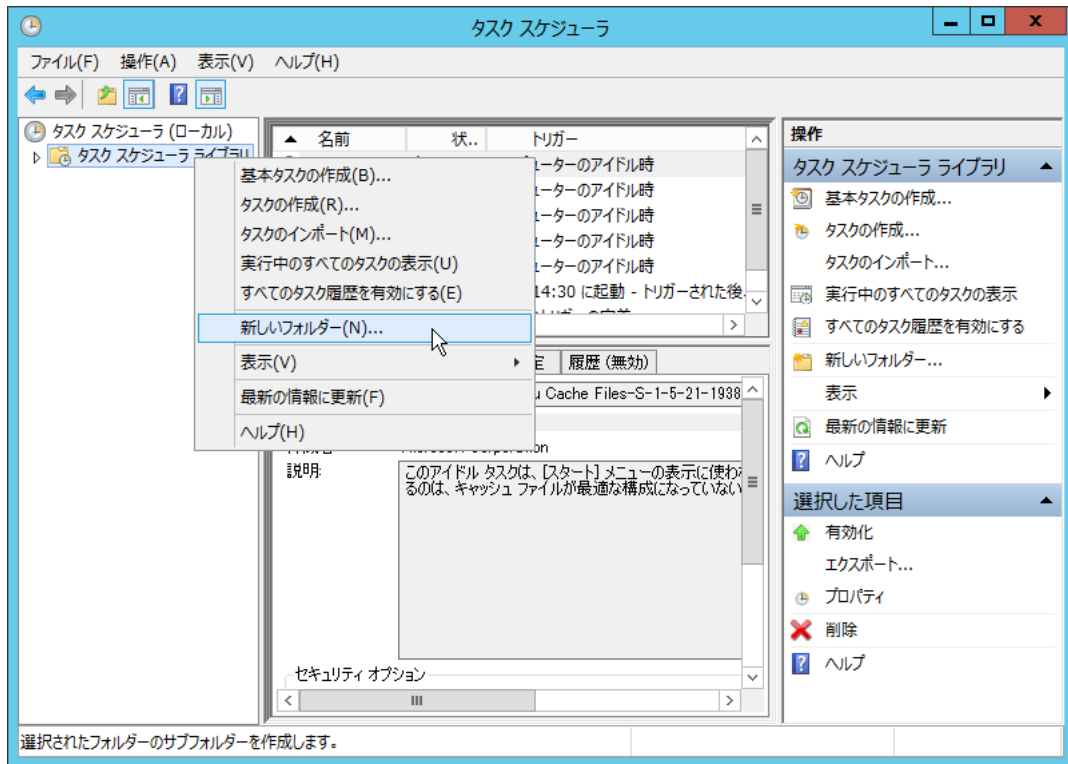 タスク スケジューラ
ファイル(F) 操作(A) 表示(V) ヘルプ(H)
タスク スケジューラ (ローカル)
タスク スケジューラ ライブラリ
基本タスクの作成(B)...
タスクの作成(R)...
タスクのインポート(M)...
実行中のすべてのタスクの表示(U)
すべてのタスク履歴を有効にする(E)
新しいフォルダー(N)...
表示(V)
最新の情報に更新(F)
ヘルプ(H)
名前 状.. トリガー
ューターのアイドル時
ューターのアイドル時
ューターのアイドル時
ューターのアイドル時
ューターのアイドル時
14:30 に起動 - トリガーされた後、
定 履歴 (無効)
u Cache Files-S-1-5-21-1938
説明:
このアイドル タスクは、[スタート] メニューの表示に使わ
るのは、キャッシュ ファイルが最適な構成になっていない
セキュリティ オプション
操作
タスク スケジューラ ライブラリ
基本タスクの作成...
タスクの作成...
タスクのインポート...
実行中のすべてのタスクの表示
すべてのタスク履歴を有効にする
新しいフォルダー...
表示
最新の情報に更新
ヘルプ
選択した項目
有効化
エクスポート...
プロパティ
削除
ヘルプ
選択されたフォルダーのサブフォルダーを作成します。